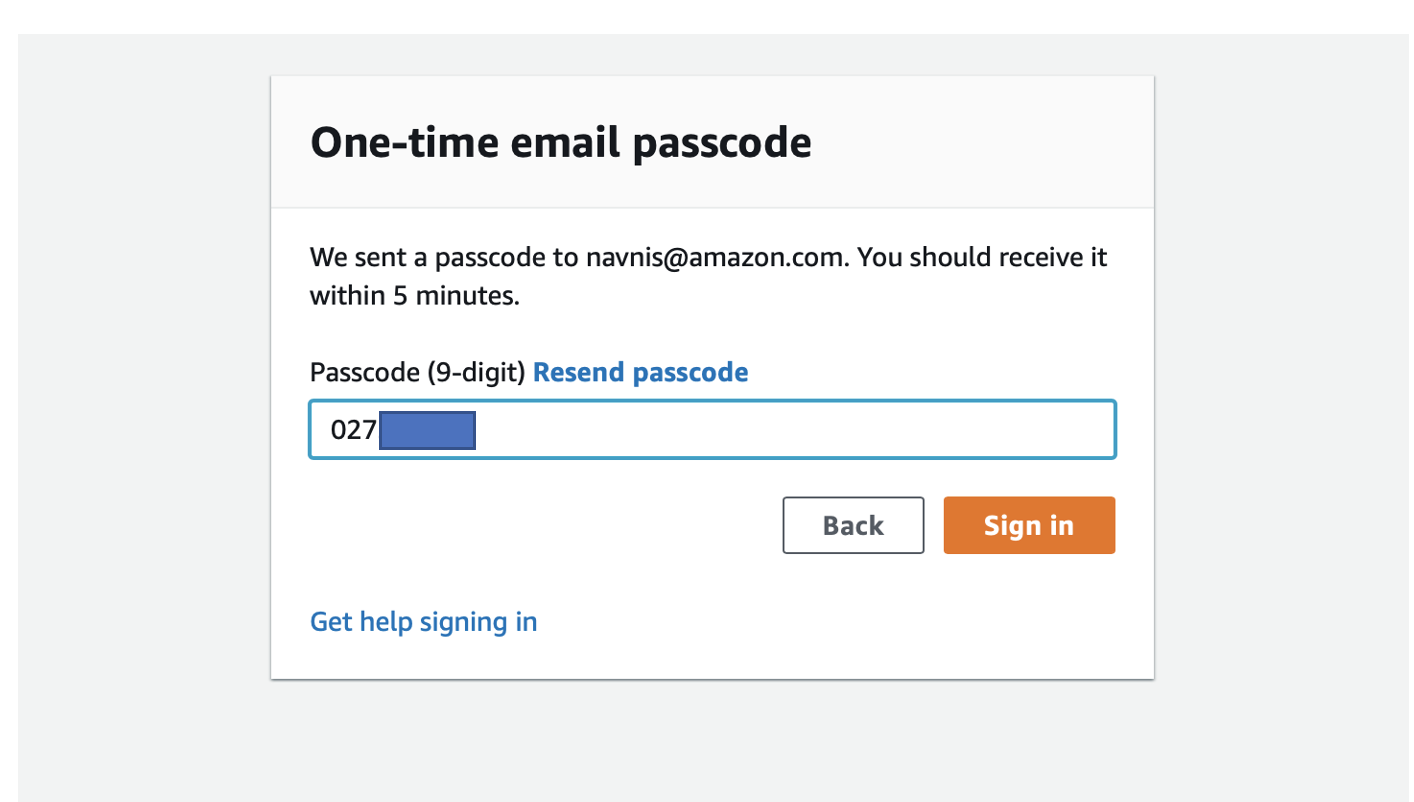 One-time email passcode
We sent a passcode to navnis@amazon.com. You should receive it
within 5 minutes.
Passcode (9-digit) Resend passcode
027
Back
Sign in
Get help signing in